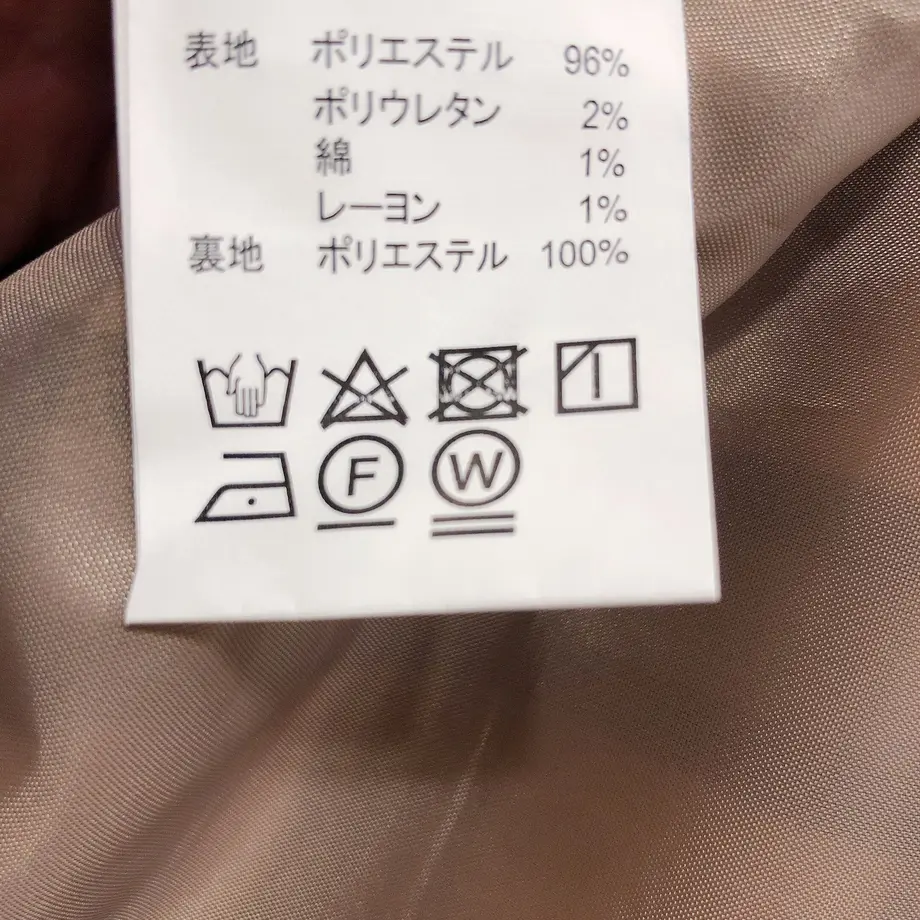 表地 ポリエステル 96%
ポリウレタン 2%
綿 1%
レーヨン 1%
裏地 ポリエステル 100%
F W